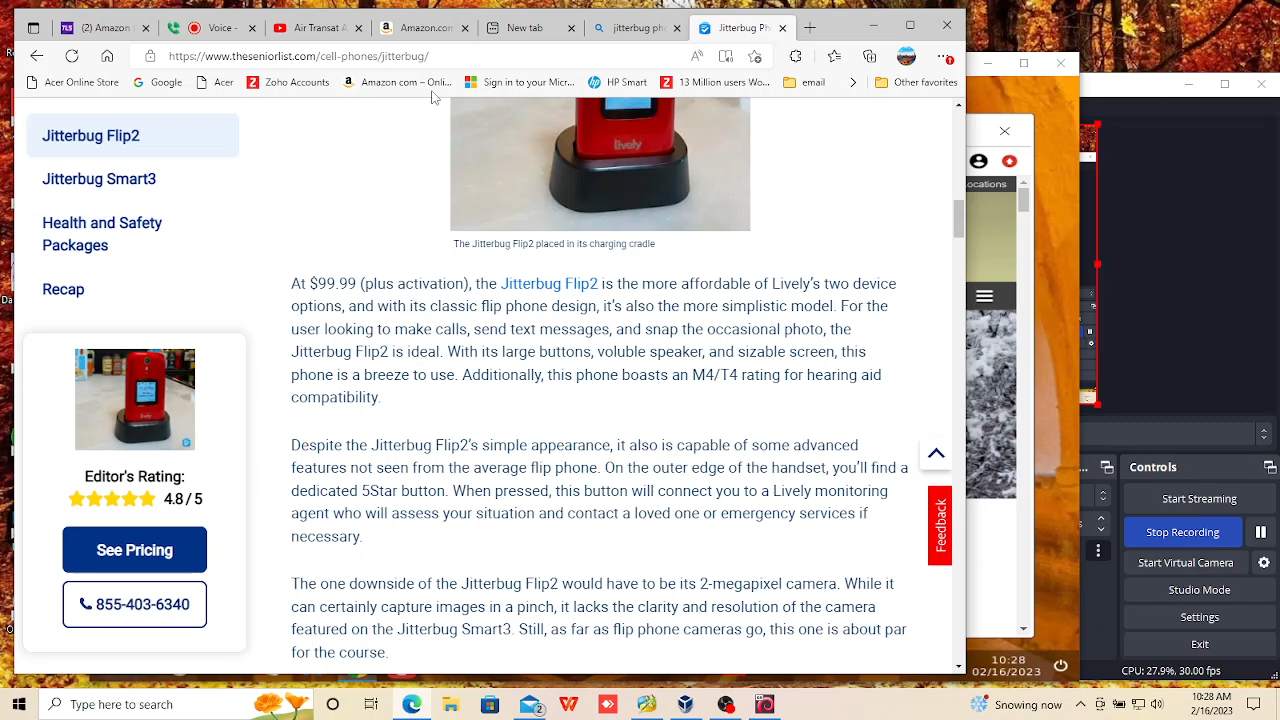 (2) Amazon
Voice -
Air Transat A
Amazon.com
New tab
jitterbug pho
Jitterbug Ph
https://www.theseniorlist.com/cell-phones/jitterbug/
Acer Online Store
Google
Acer
Zoho Accou
Amazon.com – Onli...
Sign in to your Micr...
HP Smart
13 Million users Wo...
email
Other favorites
Jitterbug Flip2
Jitterbug Smart3
Health and Safety
Packages
Recap
lively
The Jitterbug Flip2 placed in its charging cradle
At $99.99 (plus activation), the Jitterbug Flip2 is the more affordable of Lively's two device
options, and with its classic flip phone design, it's also the more simplistic model. For the
user looking to make calls, send text messages, and snap the occasional photo, the
Jitterbug Flip2 is ideal. With its large buttons, voluble speaker, and sizable screen, this
phone is a breeze to use. Additionally, this phone boasts an M4/T4 rating for hearing aid
compatibility.
Despite the Jitterbug Flip2's simple appearance, it also is capable of some advanced
features not seen from the average flip phone. On the outer edge of the handset, you'll find a
dedicated 5Star button. When pressed, this button will connect you to a Lively monitoring
agent who will assess your situation and contact a loved one or emergency services if
necessary.
The one downside of the Jitterbug Flip2 would have to be its 2-megapixel camera. While it
can certainly capture images in a pinch, it lacks the clarity and resolution of the camera
featured on the Jitterbug Smart3. Still, as far as flip phone cameras go, this one is about par
for the course.
Editor's Rating:
4.8 / 5
See Pricing
855-403-6640
Feedback
ocations
10:28
02/16/2023
Controls
Start Streaming
Stop Recording
Start Virtual Camera
Studio Mode
Settings
Exit
CPU: 27.9%, 30.00 fps
Type here to search
Snowing now
10:28 AM
2/16/2023